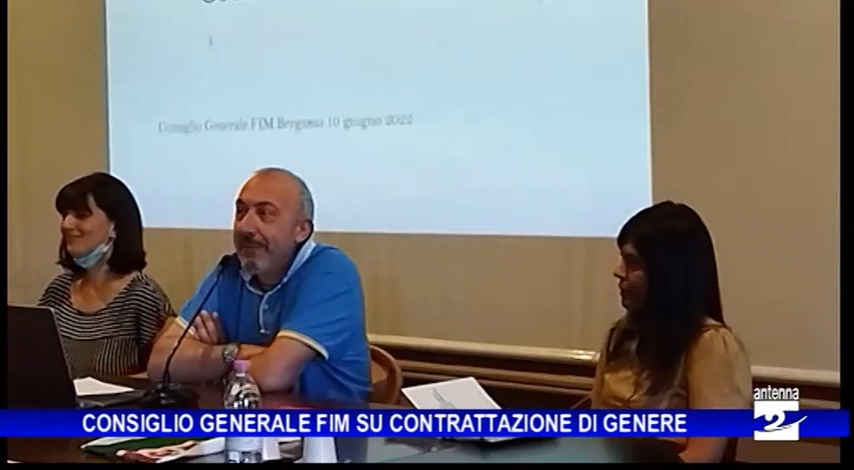 Consiglio Generale FIM Bergamo 10 giugno 2022
CONSIGLIO GENERALE FIM SU CONTRATTAZIONE DI GENERE
antenna
2